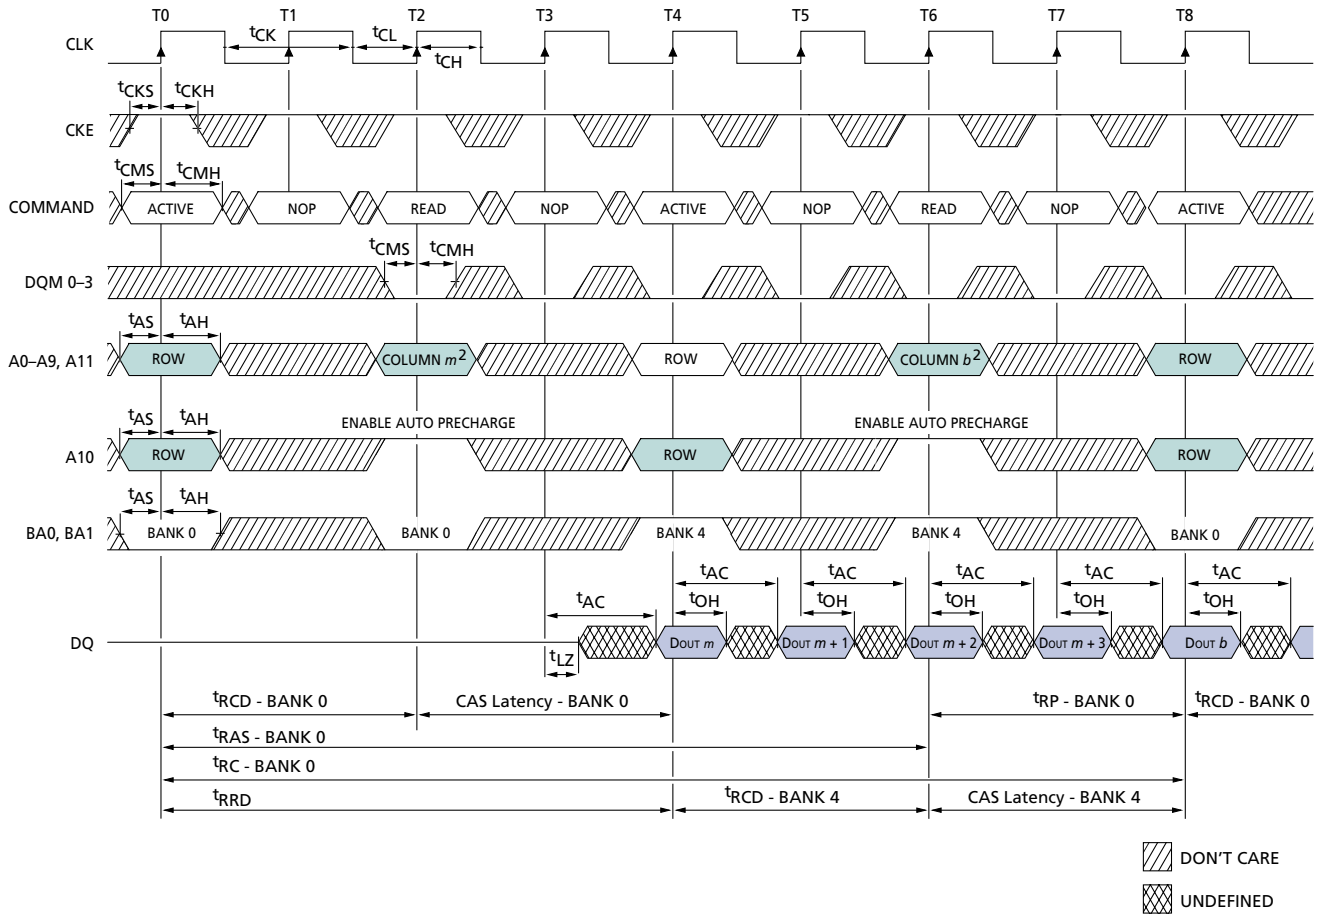 T0 T1 T2 T3 T4 T5 T6 T7 T8
CLK
tCK tCL
tCH
tCKS tCKH
CKE
tCMS tCMH
COMMAND ACTIVE NOP READ NOP ACTIVE NOP READ NOP ACTIVE
tCMS tCMH
DQM 0–3
tAS tAH
A0–A9, A11 ROW COLUMN m2 ROW COLUMN b2 ROW
tAS tAH ENABLE AUTO PRECHARGE ENABLE AUTO PRECHARGE
A10 ROW ROW ROW
tAS tAH
BA0, BA1 BANK 0 BANK 0 BANK 4 BANK 4 BANK 0
tAC tAC tAC tAC tAC
tAC tOH tOH tOH tOH tOH
DQ DOUT m DOUT m + 1 DOUT m + 2 DOUT m + 3 DOUT b
tLZ
tRCD - BANK 0 CAS Latency - BANK 0 tRP - BANK 0 tRCD - BANK 0
tRAS - BANK 0
tRC - BANK 0
tRRD tRCD - BANK 4 CAS Latency - BANK 4
DON'T CARE
UNDEFINED